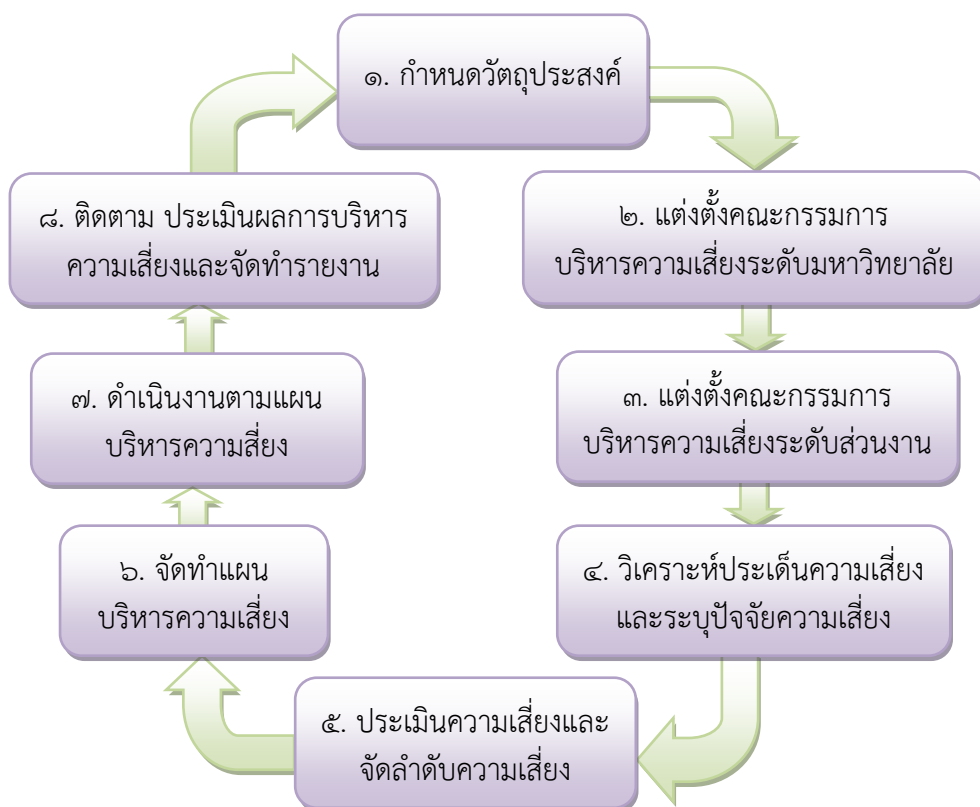 ๑. กำหนดวัตถุประสงค์
๒. แต่งตั้งคณะกรรมการ
บริหารความเสี่ยงระดับมหาวิทยาลัย
๓. แต่งตั้งคณะกรรมการ
บริหารความเสี่ยงระดับส่วนงาน
๔. วิเคราะห์ประเด็นความเสี่ยง
และระบุปัจจัยความเสี่ยง
๕. ประเมินความเสี่ยงและ
จัดลำดับความเสี่ยง
๖. จัดทำแผน
บริหารความเสี่ยง
๗. ดำเนินงานตามแผน
บริหารความสี่ยง
๘. ติดตาม ประเมินผลการบริหาร
ความเสี่ยงและจัดทำรายงาน